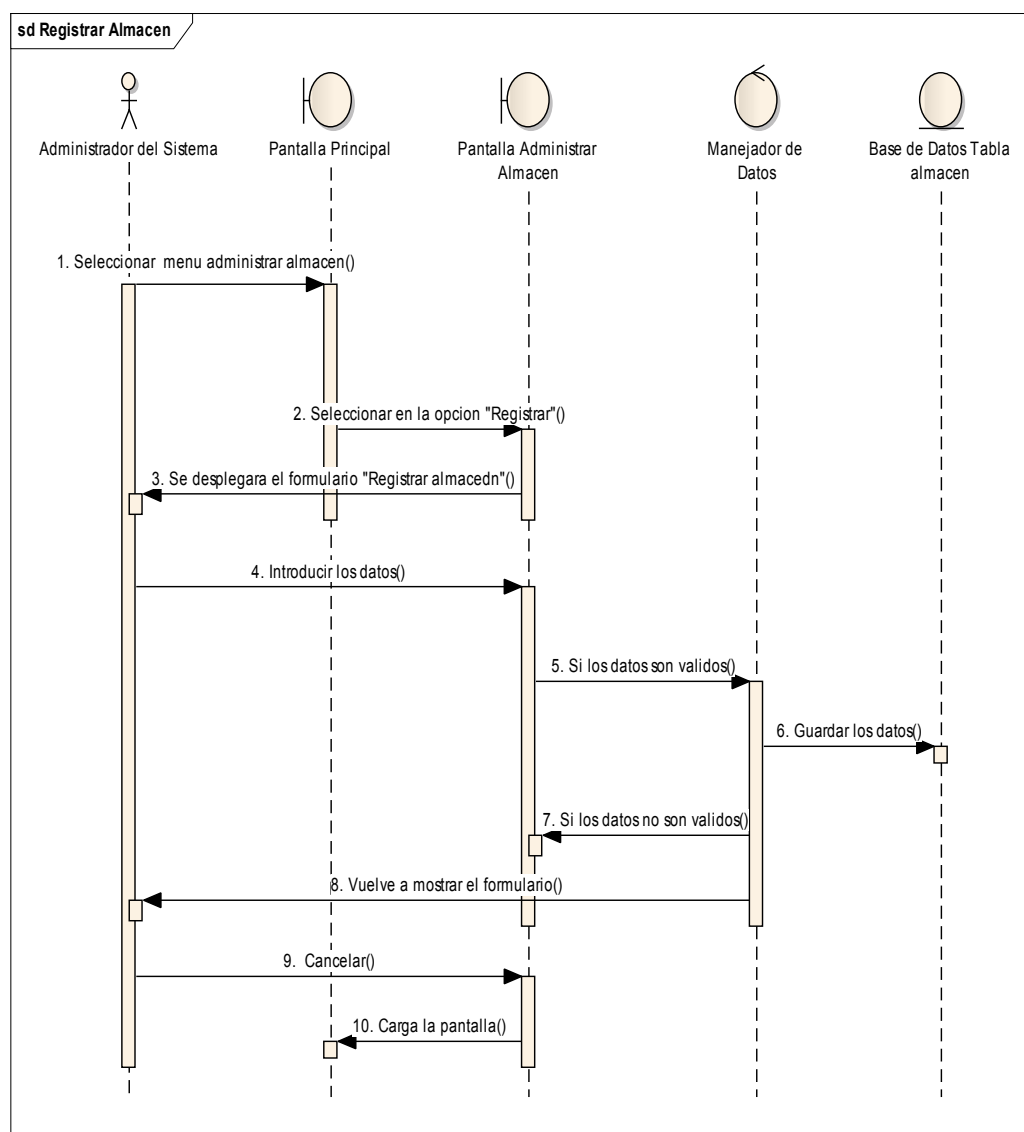 sd Registrar Almacen
Administrador del Sistema
Pantalla Principal
Pantalla Administrar
Almacen
Manejador de
Datos
Base de Datos Tabla
almacen
1. Seleccionar menu administrar almacen()
2. Seleccionar en la opcion "Registrar"()
3. Se desplegara el formulario "Registrar almacedn"()
4. Introducir los datos()
5. Si los datos son validos()
6. Guardar los datos()
7. Si los datos no son validos()
8. Vuelve a mostrar el formulario()
9. Cancelar()
10. Carga la pantalla()